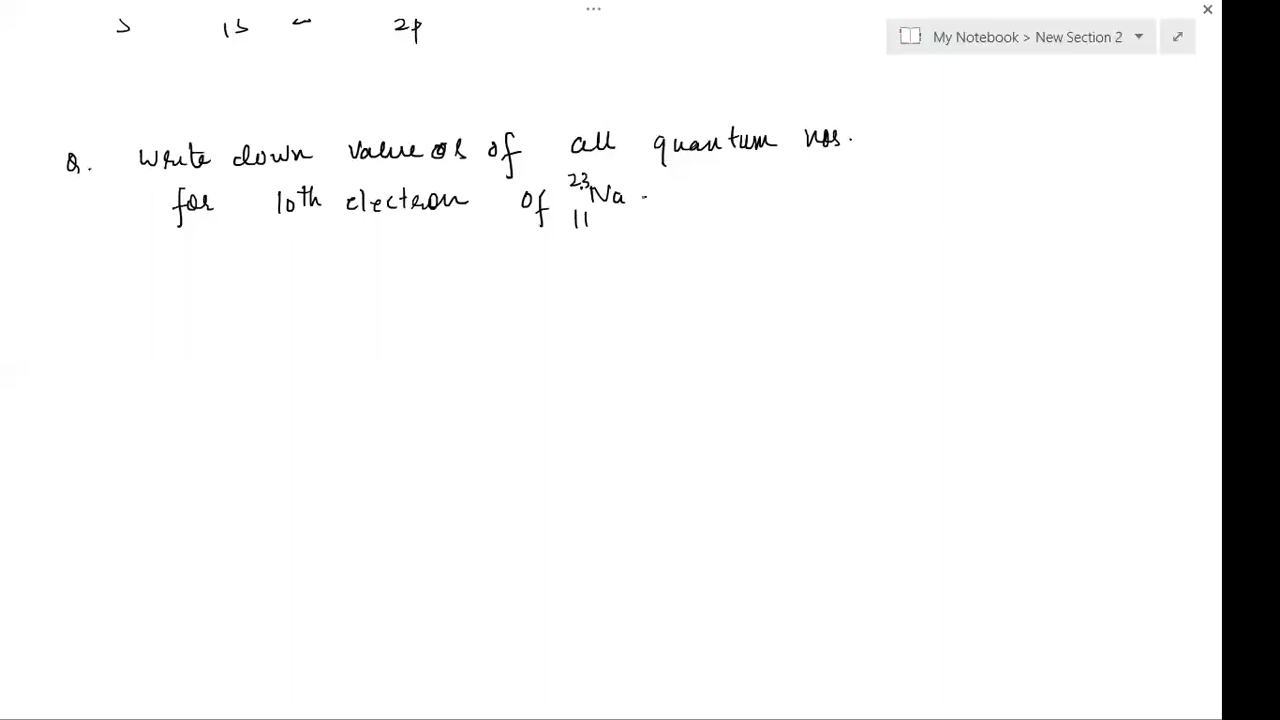 1s 2p
My Notebook > New Section 2
Q. Write down values of all quantum nos.
for 10th electron of ²³₁₁Na.